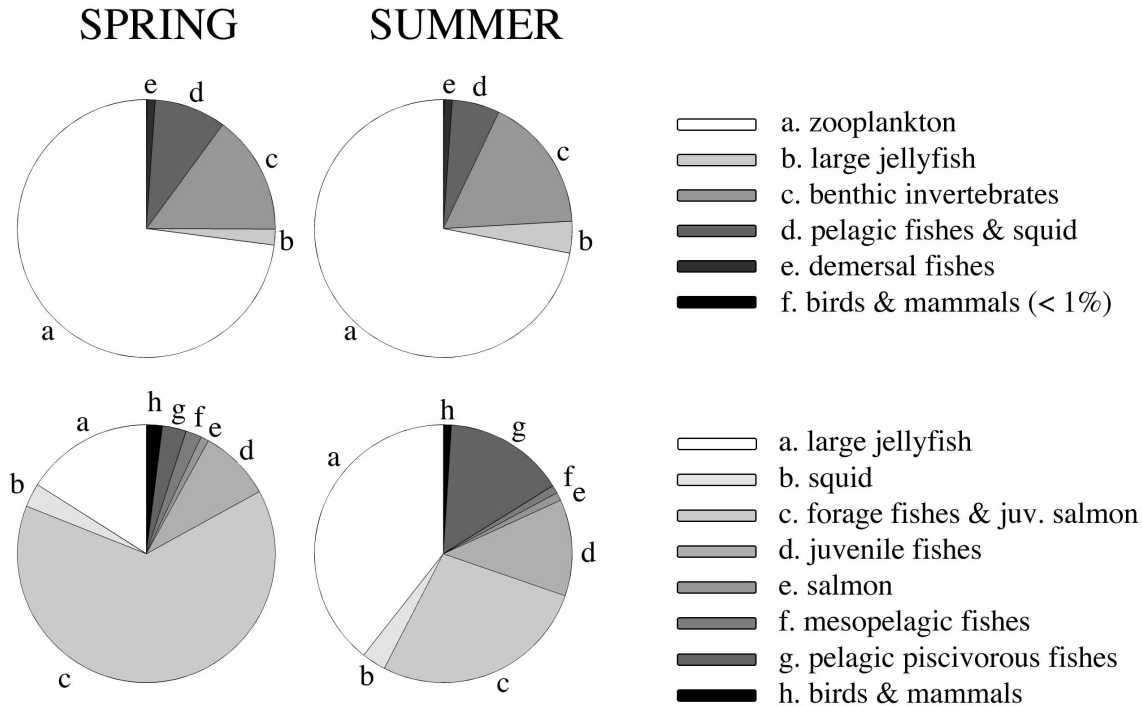 SPRING
SUMMER
e
d
c
b
a
e
d
c
b
a
a. zooplankton
b. large jellyfish
c. benthic invertebrates
d. pelagic fishes & squid
e. demersal fishes
f. birds & mammals (< 1%)
h
g
f
e
d
a
b
c
h
g
f
e
d
a
b
c
a. large jellyfish
b. squid
c. forage fishes & juv. salmon
d. juvenile fishes
e. salmon
f. mesopelagic fishes
g. pelagic piscivorous fishes
h. birds & mammals